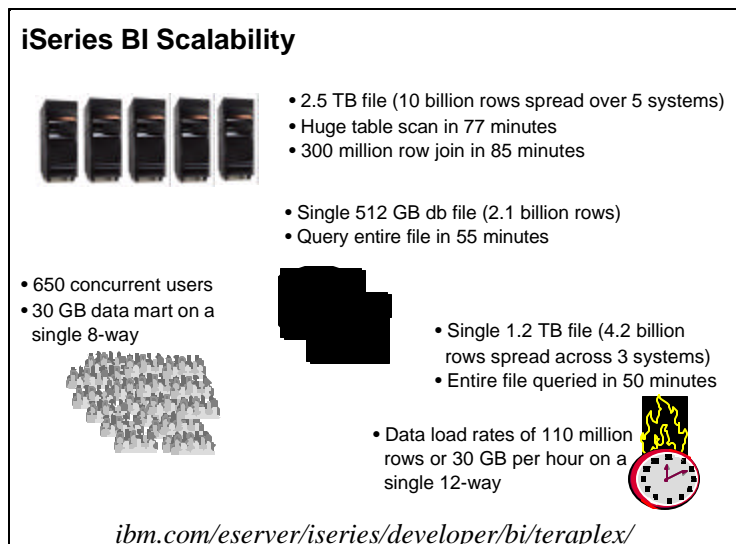 iSeries BI Scalability
• 2.5 TB file (10 billion rows spread over 5 systems)
• Huge table scan in 77 minutes
• 300 million row join in 85 minutes
• Single 512 GB db file (2.1 billion rows)
• Query entire file in 55 minutes
• 650 concurrent users
• 30 GB data mart on a
single 8-way
• Single 1.2 TB file (4.2 billion
rows spread across 3 systems)
• Entire file queried in 50 minutes
• Data load rates of 110 million
rows or 30 GB per hour on a
single 12-way
ibm.com/eserver/iseries/developer/bi/teraplex/